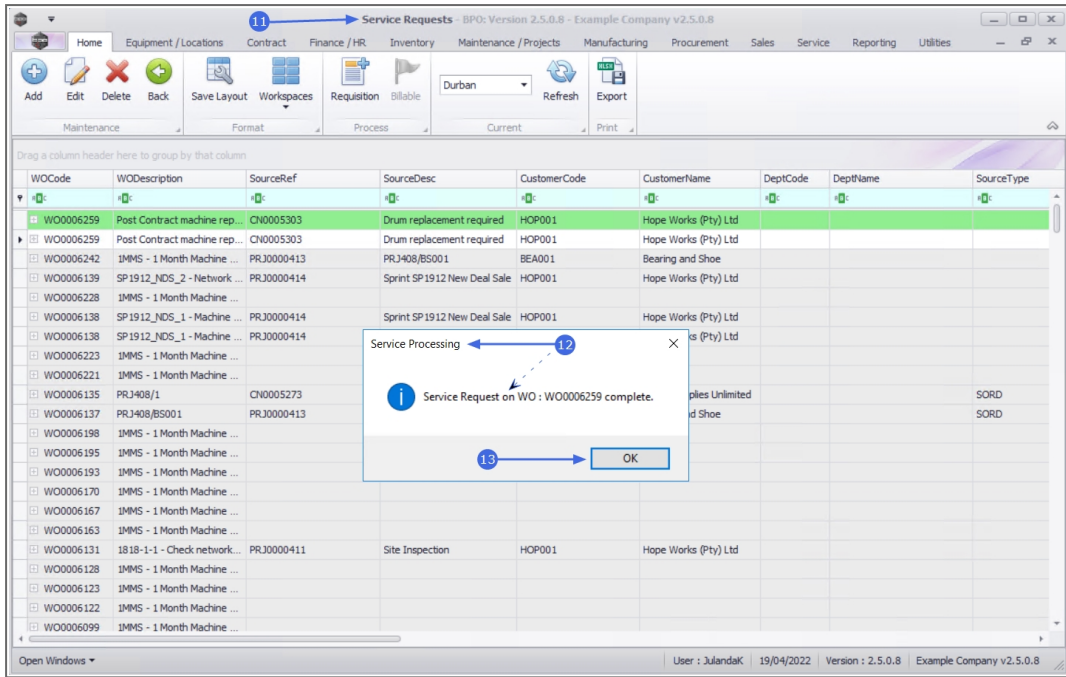 11
Service Requests - BPO: Version 2.5.0.8 - Example Company v2.5.0.8
Home Equipment / Locations Contract Finance / HR Inventory Maintenance / Projects Manufacturing Procurement Sales Service Reporting Utilities
Add Edit Delete Back Save Layout Workspaces Requisition Billable Durban Refresh Export
Maintenance Format Process Current Print
Drag a column header here to group by that column
WOCode WODescription SourceRef SourceDesc CustomerCode CustomerName DeptCode DeptName SourceType
WO0006259 Post Contract machine rep... CN0005303 Drum replacement required HOP001 Hope Works (Pty) Ltd
WO0006259 Post Contract machine rep... CN0005303 Drum replacement required HOP001 Hope Works (Pty) Ltd
WO0006242 1MMS - 1 Month Machine ... PRJ0000413 PRJ408/BS001 BEA001 Bearing and Shoe
WO0006139 SP1912_NDS_2 - Network ... PRJ0000414 Sprint SP1912 New Deal Sale HOP001 Hope Works (Pty) Ltd
WO0006228 1MMS - 1 Month Machine ...
WO0006138 SP1912_NDS_1 - Machine ... PRJ0000414 Sprint SP1912 New Deal Sale HOP001 Hope Works (Pty) Ltd
WO0006138 SP1912_NDS_1 - Machine ... PRJ0000414 ks (Pty) Ltd
WO0006223 1MMS - 1 Month Machine ...
WO0006221 1MMS - 1 Month Machine ...
WO0006135 PRJ408/1 CN0005273 plies Unlimited SORD
WO0006137 PRJ408/BS001 PRJ0000413 d Shoe SORD
WO0006198 1MMS - 1 Month Machine ...
WO0006195 1MMS - 1 Month Machine ...
WO0006193 1MMS - 1 Month Machine ...
WO0006170 1MMS - 1 Month Machine ...
WO0006167 1MMS - 1 Month Machine ...
WO0006163 1MMS - 1 Month Machine ...
WO0006131 1818-1-1 - Check network... PRJ0000411 Site Inspection HOP001 Hope Works (Pty) Ltd
WO0006128 1MMS - 1 Month Machine ...
WO0006123 1MMS - 1 Month Machine ...
WO0006122 1MMS - 1 Month Machine ...
WO0006099 1MMS - 1 Month Machine ...
Service Processing 12
Service Request on WO : WO0006259 complete.
13 OK
Open Windows User : JulandaK 19/04/2022 Version : 2.5.0.8 Example Company v2.5.0.8